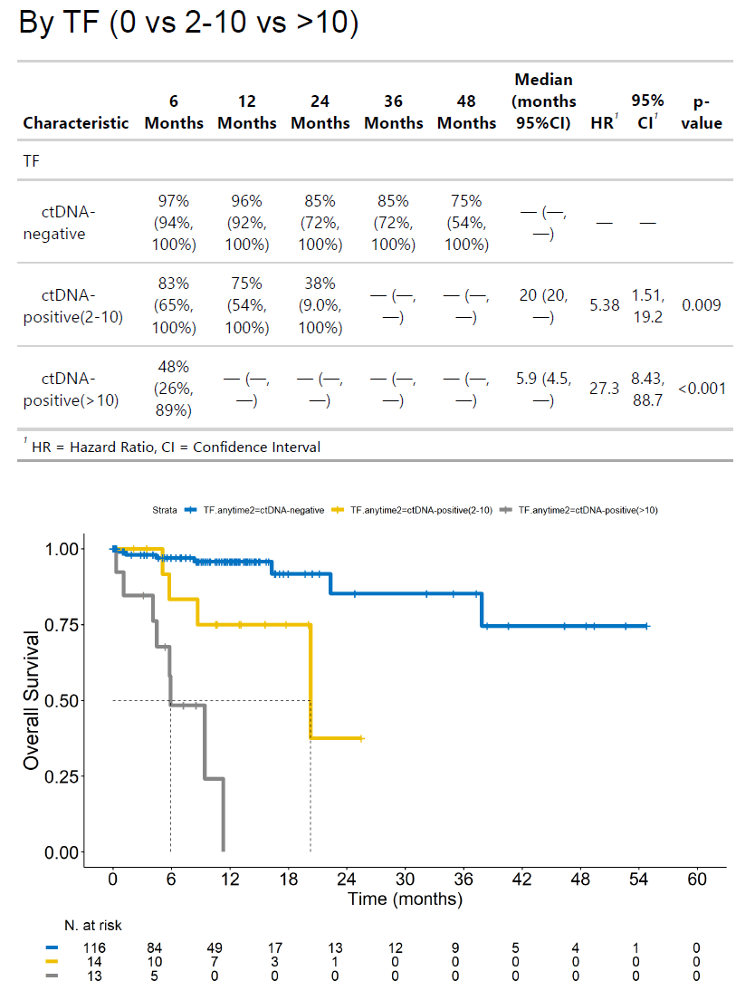 By TF (0 vs 2-10 vs >10)
Median
6 12 24 36 48 (months 95% p-
Characteristic Months Months Months Months Months 95%CI) HR1 CI1 value
TF
97% 96% 85% 85% 75%
ctDNA- (94%, (92%, (72%, (72%, (54%, — (—, — —
negative 100%) 100%) 100%) 100%) 100%) —)
83% 75% 38%
ctDNA- (65%, (54%, (9.0%, — (—, — (—, 20 (20, 5.38 1.51, 0.009
positive(2-10) 100%) 100%) 100%) —) —) —) 19.2
48%
ctDNA- (26%, — (—, — (—, — (—, — (—, 5.9 (4.5, 27.3 8.43, <0.001
positive(>10) 89%) —) —) —) —) —) 88.7
1 HR = Hazard Ratio, CI = Confidence Interval
Strata TF.anytime2=ctDNA-negative TF.anytime2=ctDNA-positive(2-10) TF.anytime2=ctDNA-positive(>10)
1.00
0.75
0.50
0.25
0.00
Overall Survival
0 6 12 18 24 30 36 42 48 54 60
Time (months)
N. at risk
116 84 49 17 13 12 9 5 4 1 0
14 10 7 3 1 0 0 0 0 0 0
13 5 0 0 0 0 0 0 0 0 0